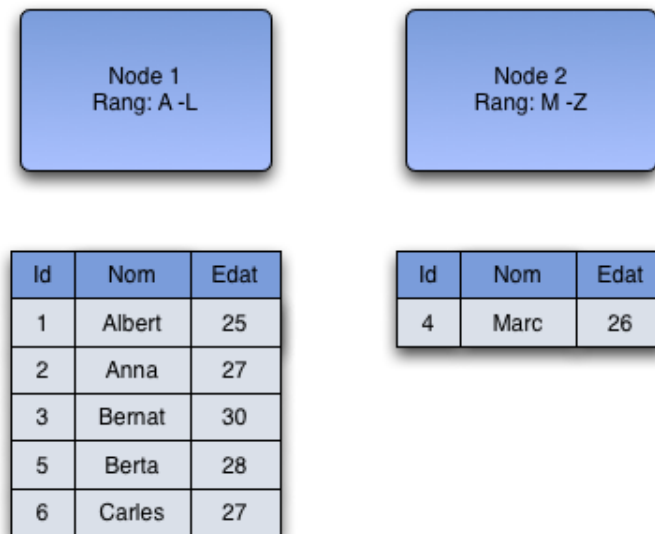 Node 1
Rang: A -L
Node 2
Rang: M -Z
Id Nom Edat
1 Albert 25
2 Anna 27
3 Bernat 30
5 Berta 28
6 Carles 27
Id Nom Edat
4 Marc 26